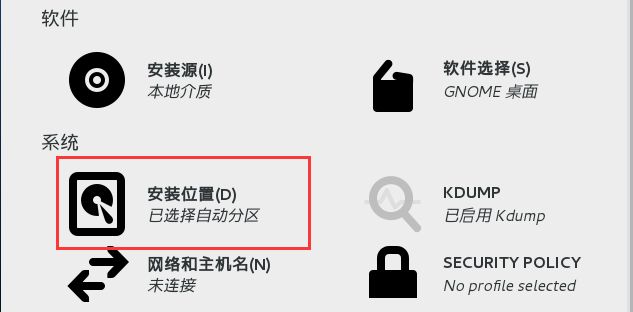 软件
安装源(I)
本地介质
软件选择(S)
GNOME 桌面
系统
安装位置(D)
已选择自动分区
KDUMP
已启用 Kdump
网络和主机名(N)
未连接
SECURITY POLICY
No profile selected